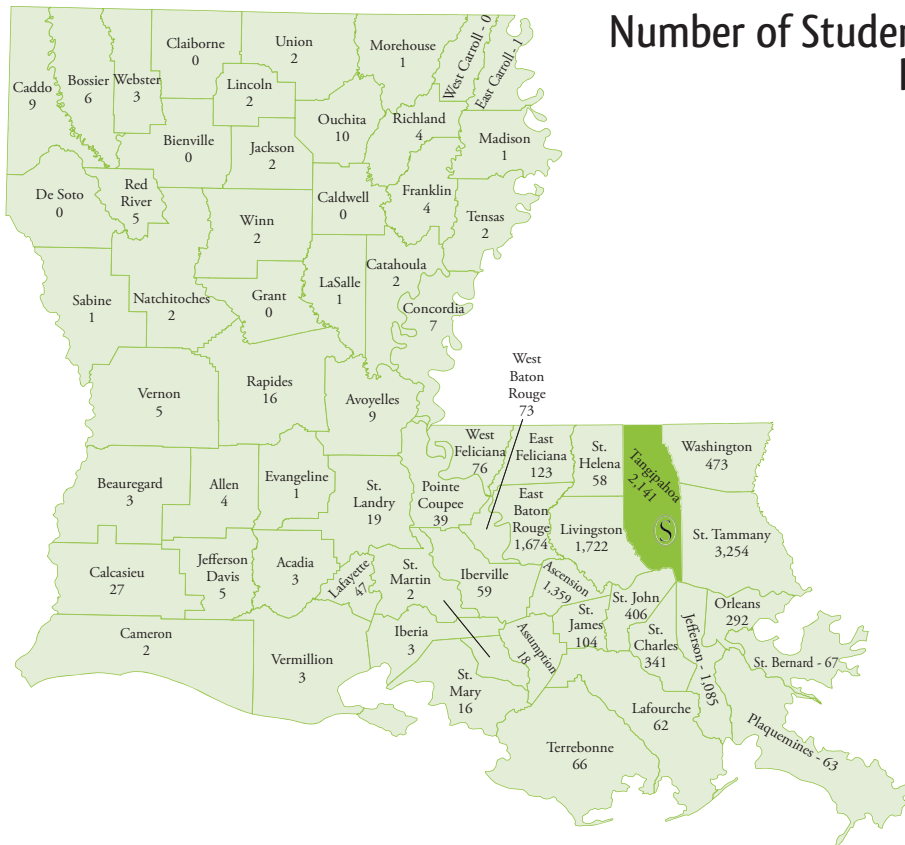 Number of Studen
Claiborne
0
Union
2
Morehouse
1
West Carroll - 0
East Carroll - 1
Caddo
9
Bossier
6
Webster
3
Lincoln
2
Ouchita
10
Richland
4
Madison
1
Bienville
0
Jackson
2
De Soto
0
Red
River
5
Winn
2
Caldwell
0
Franklin
4
Tensas
2
Sabine
1
Natchitoches
2
Grant
0
LaSalle
1
Catahoula
2
Concordia
7
West
Baton
Rouge
73
Vernon
5
Rapides
16
Avoyelles
9
West
Feliciana
76
East
Feliciana
123
St.
Helena
58
Tangipahoa
2,141
S
Washington
473
Beauregard
3
Allen
4
Evangeline
1
St.
Landry
19
Pointe
Coupee
39
East
Baton
Rouge
1,674
Livingston
1,722
St. Tammany
3,254
Calcasieu
27
Jefferson
Davis
5
Acadia
3
Lafayette
47
St.
Martin
2
Iberville
59
Ascension
1,359
St.
James
104
St. John
406
St.
Charles
341
Jefferson - 1,085
Orleans
292
St. Bernard - 67
Cameron
2
Vermillion
3
Iberia
3
St.
Mary
16
Assumption
18
Lafourche
62
Terrebonne
66
Plaquemines - 63